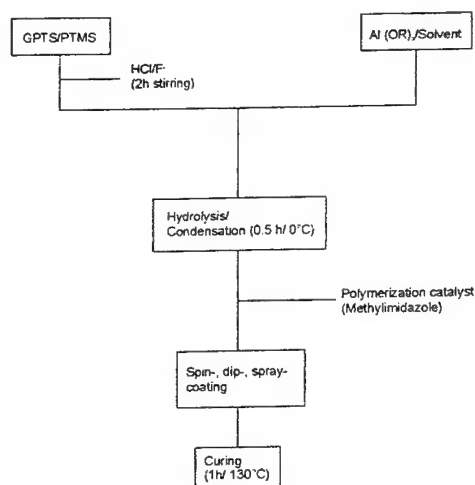 GPTS/PTMS
Al (OR)₃/Solvent
HCl/F⁻
(2h stirring)
Hydrolysis/
Condensation (0.5 h/ 0°C)
Polymerization catalyst
(Methylimidazole)
Spin-, dip-, spray-
coating
Curing
(1h/ 130°C)